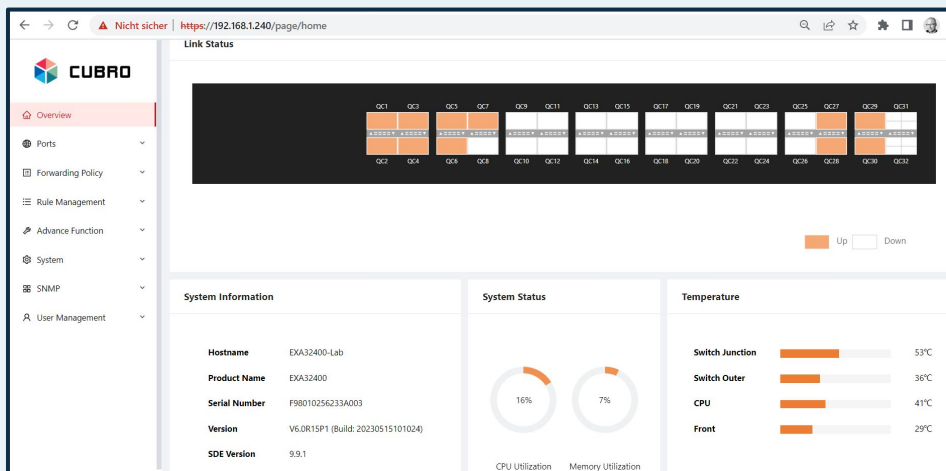 Nicht sicher | https://192.168.1.240/page/home
Link Status
CUBRO
QC1 QC3 QC5 QC7 QC9 QC11 QC13 QC15 QC17 QC19 QC21 QC23 QC25 QC27 QC29 QC31
QC2 QC4 QC6 QC8 QC10 QC12 QC14 QC16 QC18 QC20 QC22 QC24 QC26 QC28 QC30 QC32
Up Down
Overview
Ports
Forwarding Policy
Rule Management
Advance Function
System
SNMP
User Management
System Information
Hostname EXA32400-Lab
Product Name EXA32400
Serial Number F98010256233A003
Version V6.0R15P1 (Build: 20230515101024)
SDE Version 9.9.1
System Status
16% 7%
CPU Utilization Memory Utilization
Temperature
Switch Junction 53℃
Switch Outer 36℃
CPU 41℃
Front 29℃